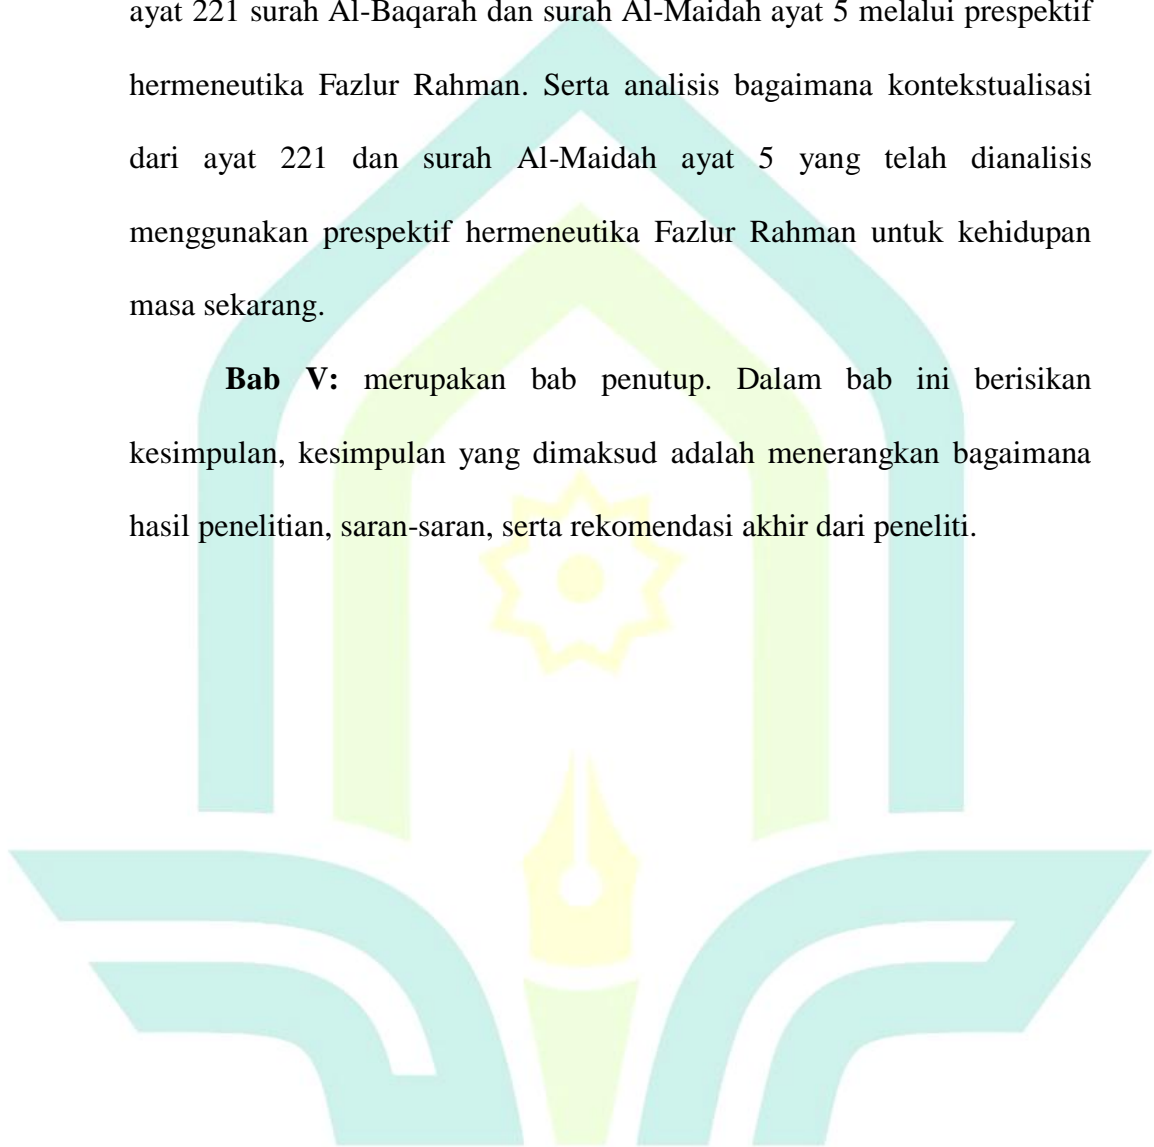 ayat 221 surah Al-Baqarah dan surah Al-Maidah ayat 5 melalui prespektif
hermeneutika Fazlur Rahman. Serta analisis bagaimana kontekstualisasi
dari ayat 221 dan surah Al-Maidah ayat 5 yang telah dianalisis
menggunakan prespektif hermeneutika Fazlur Rahman untuk kehidupan
masa sekarang.
Bab V: merupakan bab penutup. Dalam bab ini berisikan
kesimpulan, kesimpulan yang dimaksud adalah menerangkan bagaimana
hasil penelitian, saran-saran, serta rekomendasi akhir dari peneliti.